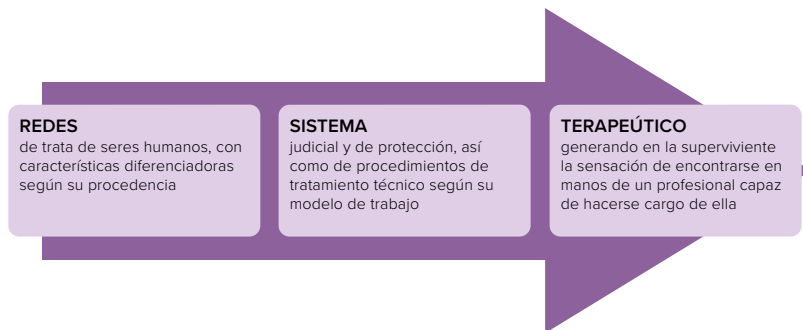 REDES
de trata de seres humanos, con
características diferenciadoras
según su procedencia
SISTEMA
judicial y de protección, así
como de procedimientos de
tratamiento técnico según su
modelo de trabajo
TERAPEÚTICO
generando en la superviviente
la sensación de encontrarse en
manos de un profesional capaz
de hacerse cargo de ella